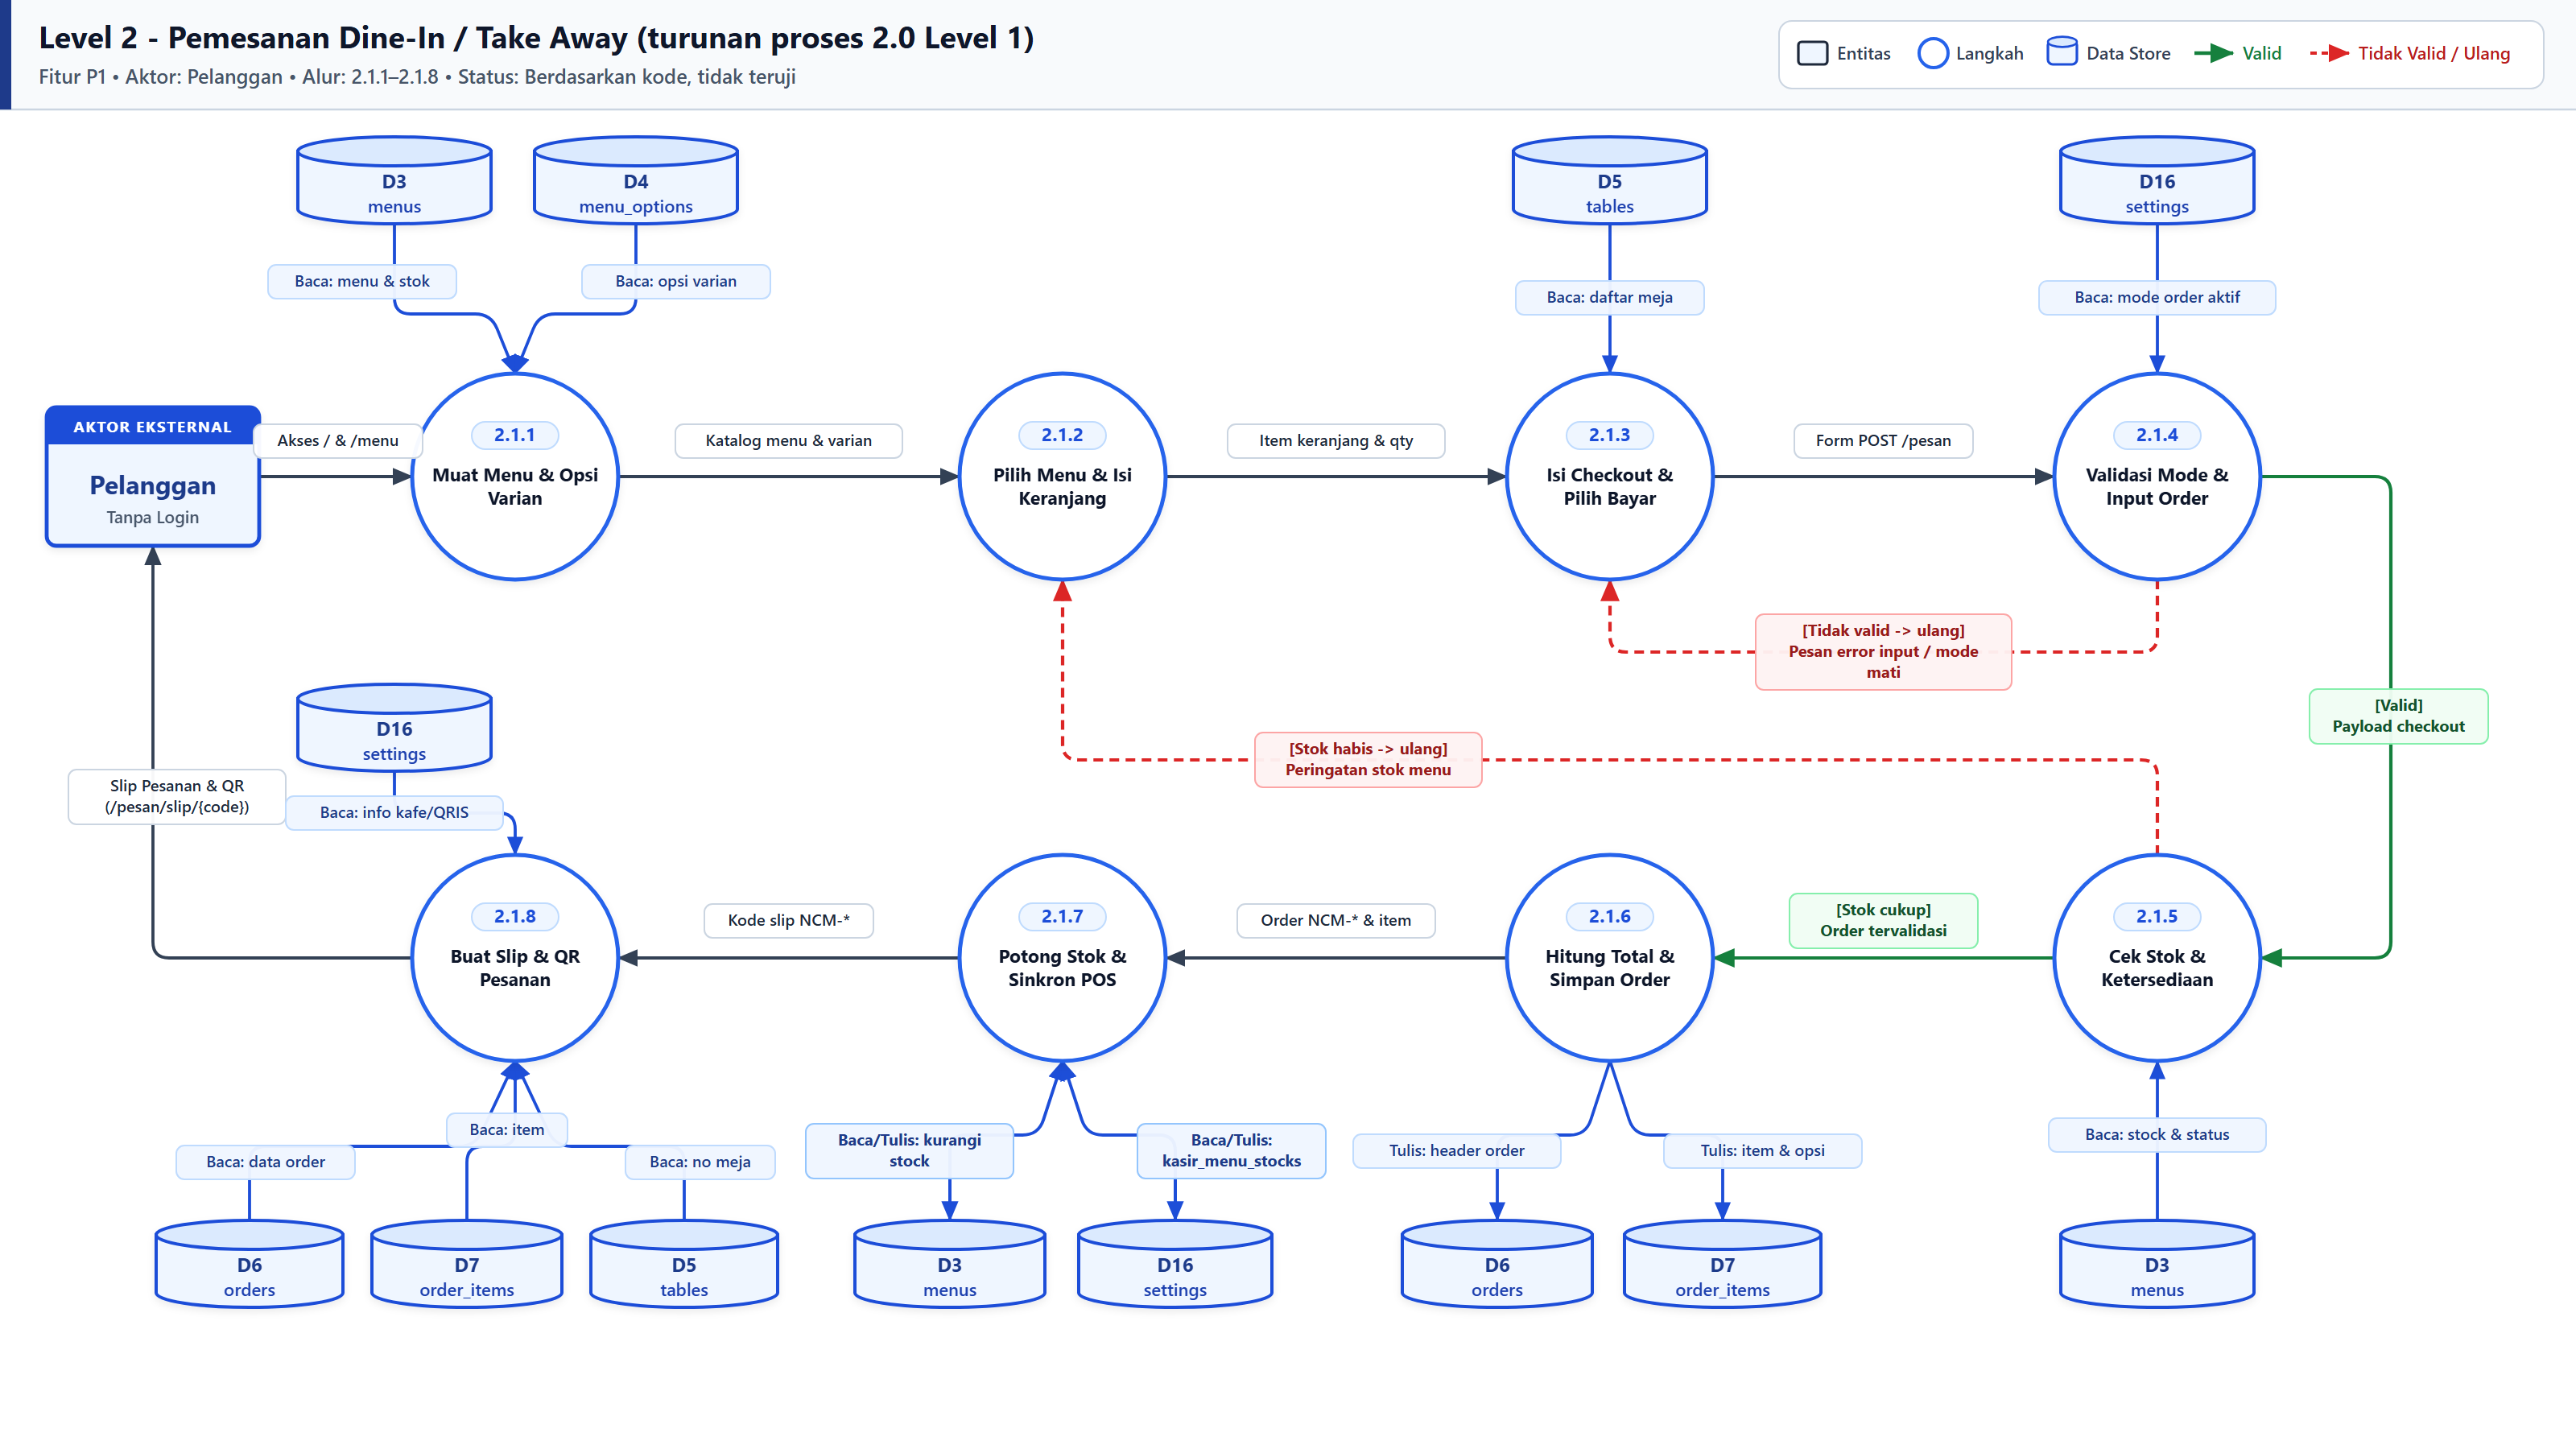 Level 2 - Pemesanan Dine-In / Take Away (turunan proses 2.0 Level 1)
Fitur P1 • Aktor: Pelanggan • Alur: 2.1.1–2.1.8 • Status: Berdasarkan kode, tidak teruji
Entitas
Langkah
Data Store
Valid
Tidak Valid / Ulang
D3
menus
D4
menu_options
D5
tables
D16
settings
Baca: menu & stok
Baca: opsi varian
Baca: daftar meja
Baca: mode order aktif
AKTOR EKSTERNAL
Pelanggan
Tanpa Login
Akses / & /menu
2.1.1
Muat Menu & Opsi
Varian
Katalog menu & varian
2.1.2
Pilih Menu & Isi
Keranjang
Item keranjang & qty
2.1.3
Isi Checkout &
Pilih Bayar
Form POST /pesan
2.1.4
Validasi Mode &
Input Order
[Tidak valid -> ulang]
Pesan error input / mode
mati
[Valid]
Payload checkout
[Stok habis -> ulang]
Peringatan stok menu
D16
settings
Slip Pesanan & QR
(/pesan/slip/{code})
Baca: info kafe/QRIS
2.1.8
Buat Slip & QR
Pesanan
Kode slip NCM-*
2.1.7
Potong Stok &
Sinkron POS
Order NCM-* & item
2.1.6
Hitung Total &
Simpan Order
[Stok cukup]
Order tervalidasi
2.1.5
Cek Stok &
Ketersediaan
Baca: item
Baca: data order
Baca: no meja
Baca/Tulis: kurangi
stock
Baca/Tulis:
kasir_menu_stocks
Tulis: header order
Tulis: item & opsi
Baca: stock & status
D6
orders
D7
order_items
D5
tables
D3
menus
D16
settings
D6
orders
D7
order_items
D3
menus